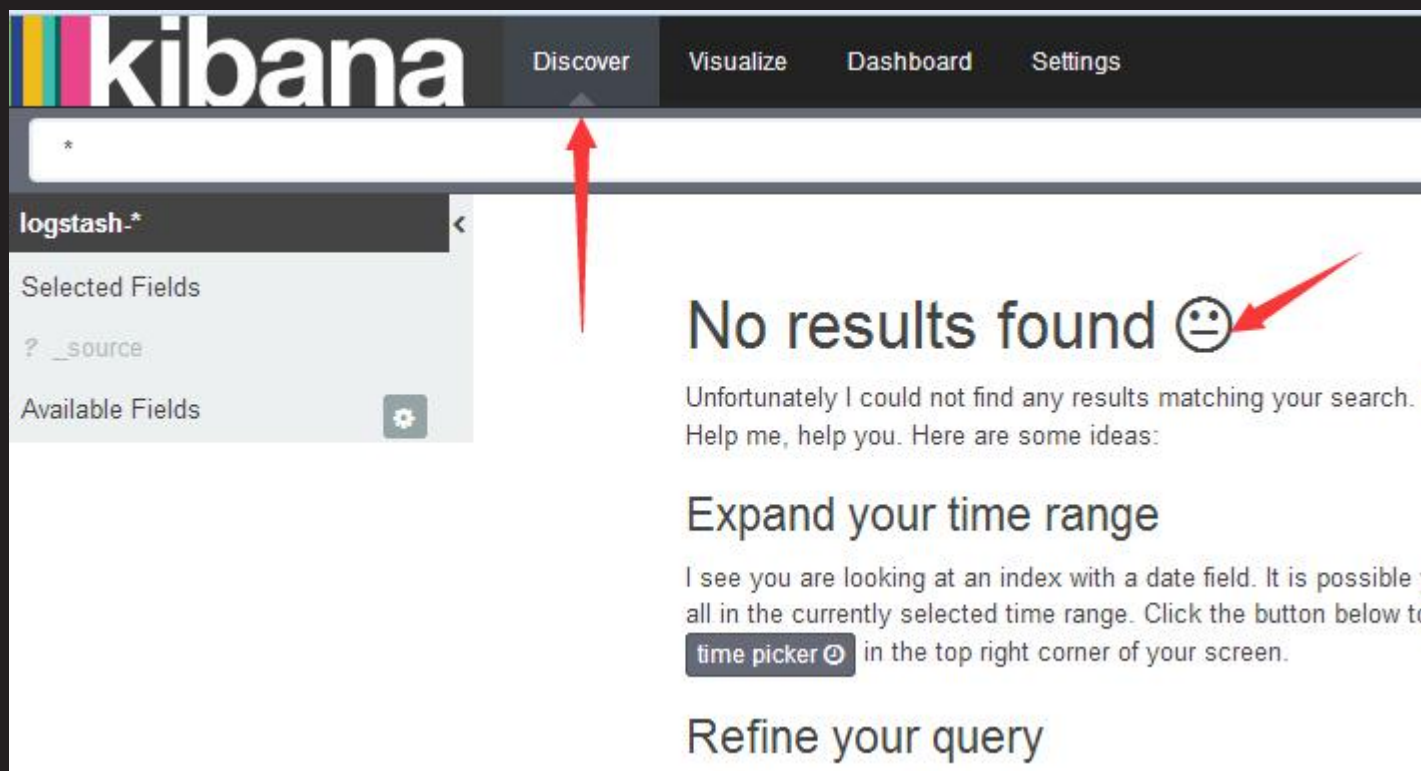 kibana
Discover Visualize Dashboard Settings
*
logstash-*
Selected Fields
? _source
Available Fields
No results found
Unfortunately I could not find any results matching your search.
Help me, help you. Here are some ideas:
Expand your time range
I see you are looking at an index with a date field. It is possible
all in the currently selected time range. Click the button below to
time picker in the top right corner of your screen.
Refine your query